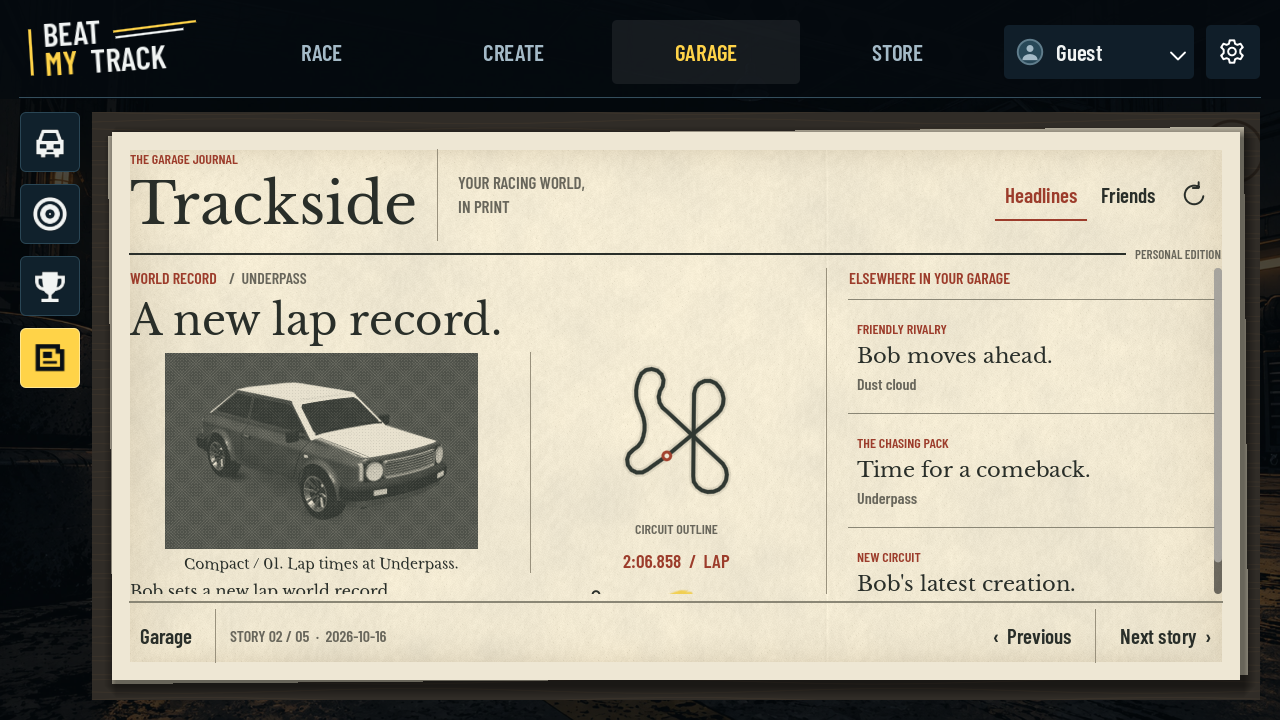 BEAT
MY TRACK
RACE
CREATE
GARAGE
STORE
Guest
THE GARAGE JOURNAL
Trackside
YOUR RACING WORLD,
IN PRINT
Headlines
Friends
PERSONAL EDITION
WORLD RECORD / UNDERPASS
A new lap record.
Compact / 01. Lap times at Underpass.
Bob sets a new lap world record
CIRCUIT OUTLINE
2:06.858 / LAP
ELSEWHERE IN YOUR GARAGE
FRIENDLY RIVALRY
Bob moves ahead.
Dust cloud
THE CHASING PACK
Time for a comeback.
Underpass
NEW CIRCUIT
Bob's latest creation.
Garage
STORY 02 / 05 · 2026-10-16
‹ Previous
Next story ›